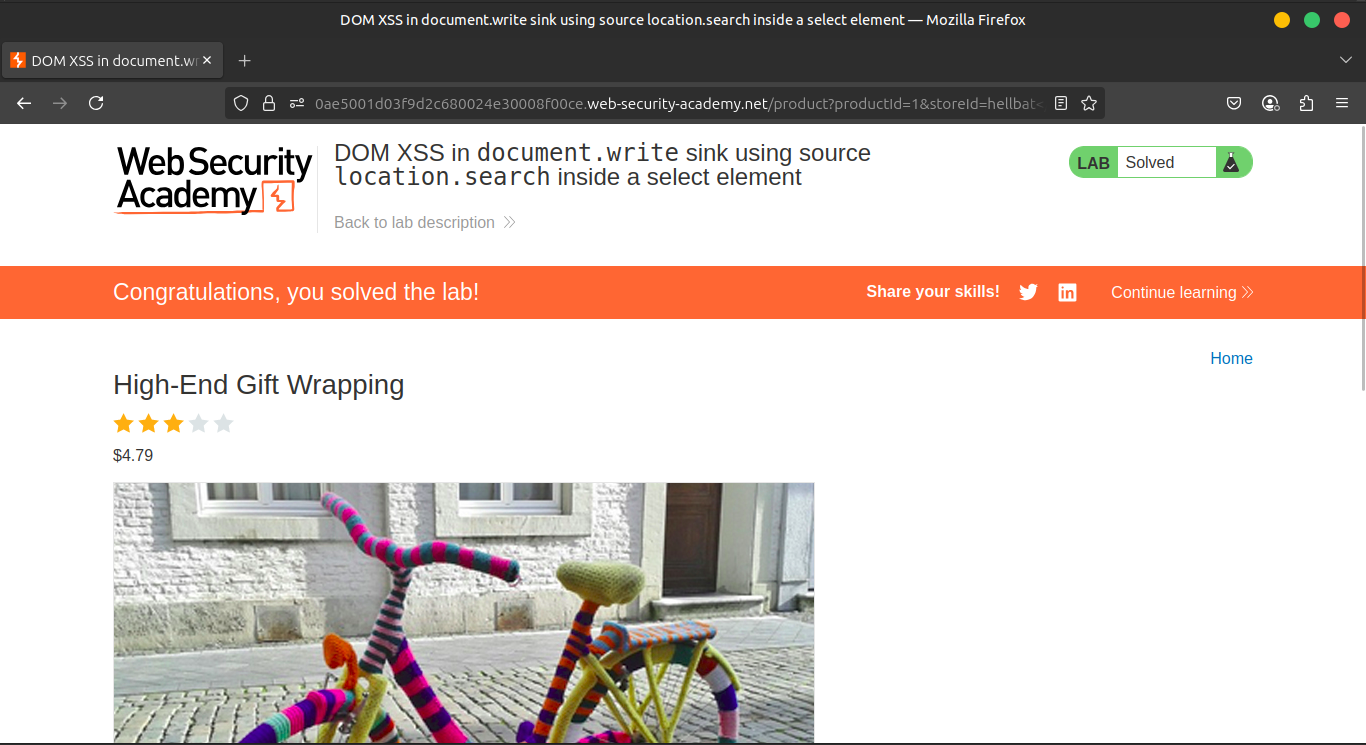 DOM XSS in document.write sink using source location.search inside a select element — Mozilla Firefox
DOM XSS in document.wr
0ae5001d03f9d2c680024e30008f00ce.web-security-academy.net/product?productId=1&storeId=hellbat<
Web Security
Academy
DOM XSS in document.write sink using source
location.search inside a select element
LAB Solved
Back to lab description
Congratulations, you solved the lab!
Share your skills!
Continue learning
Home
High-End Gift Wrapping
$4.79